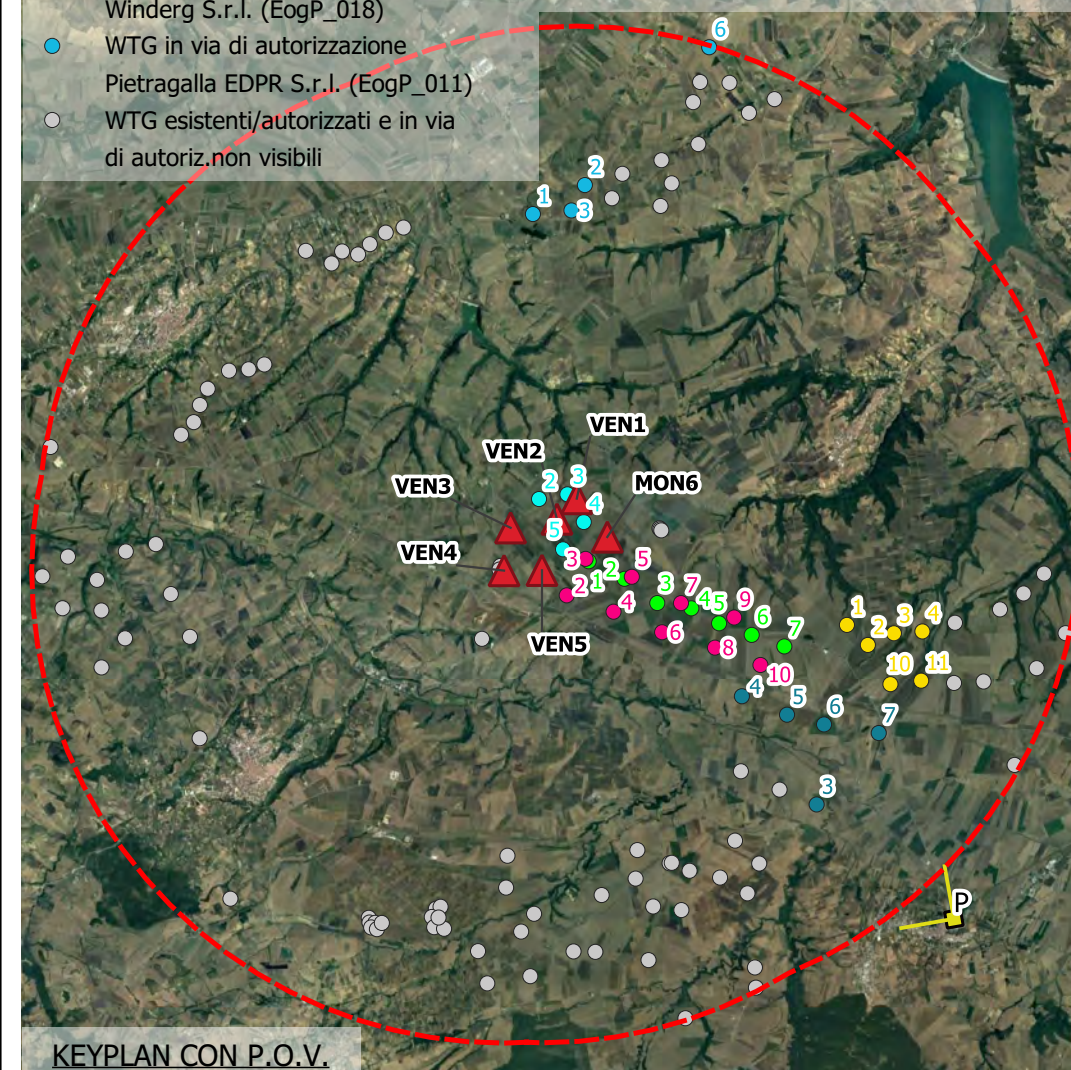 Winderg S.r.l. (EogP_018)
WTG in via di autorizzazione
Pietragalla EDPR S.r.l. (EogP_011)
WTG esistenti/autorizzati e in via
di autoriz.non visibili
6
2
1
3
VEN1
VEN2
2
3
VEN3
MON6
4
5
VEN4
3
2
5
1
2
3
7
4
5
9
4
6
6
7
8
VEN5
10
1
2
3
4
10
11
4
5
6
7
3
P
KEYPLAN CON P.O.V.